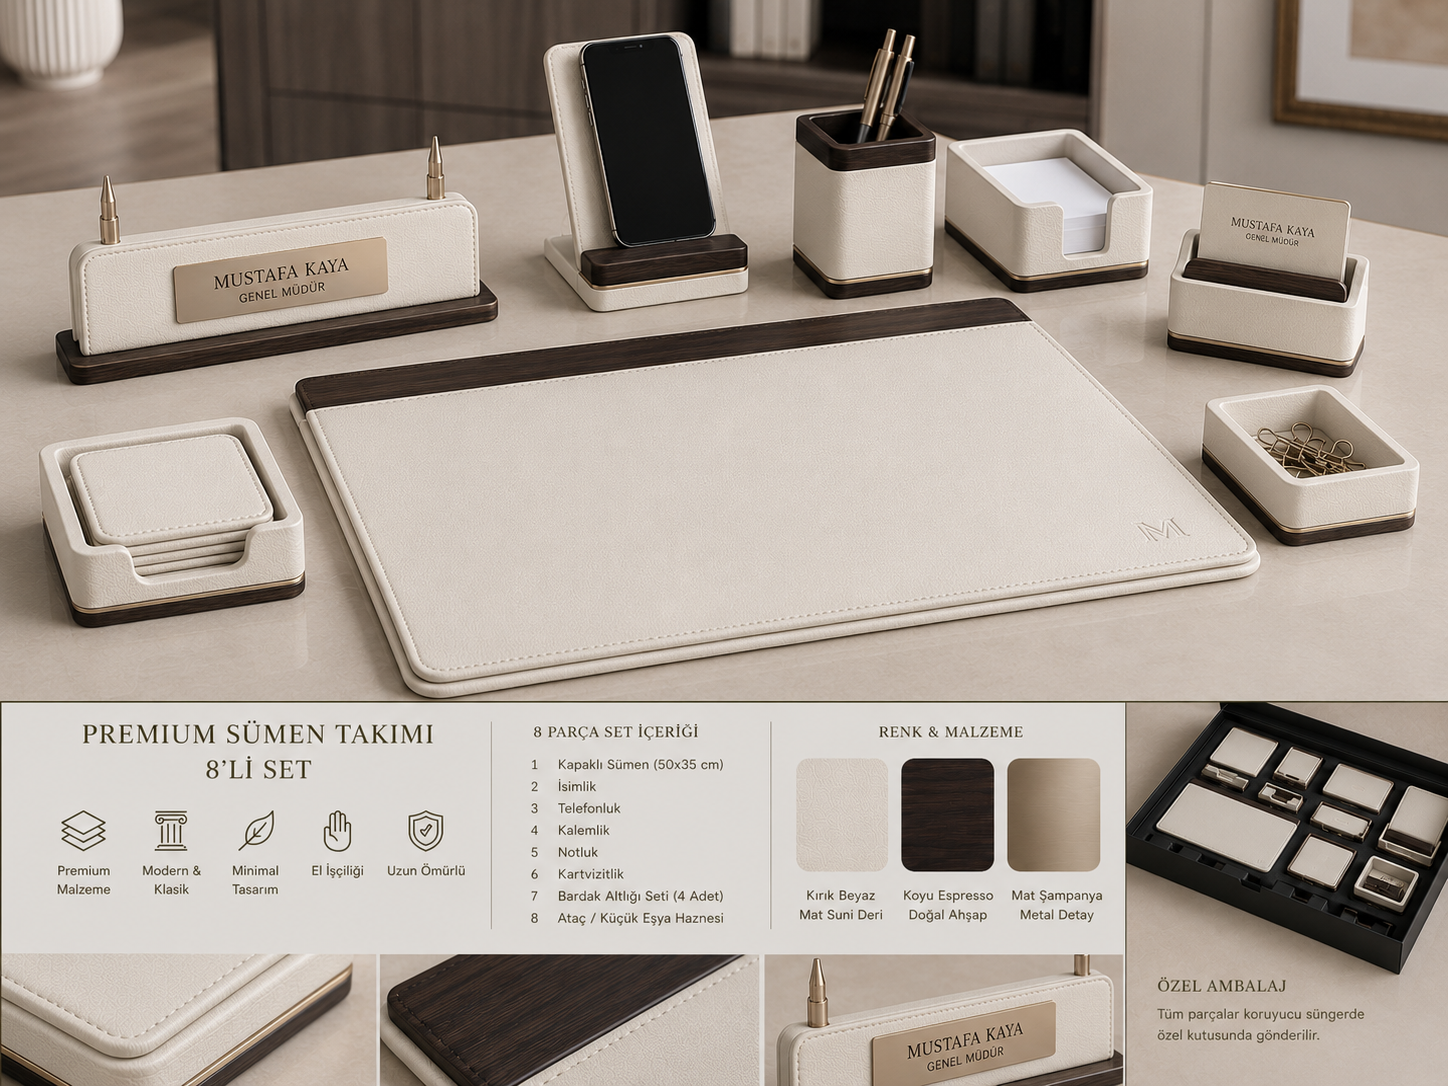 MUSTAFA KAYA
GENEL MÜDÜR
MUSTAFA KAYA
GENEL MÜDÜR
M
PREMIUM SÜMEN TAKIMI
8’Lİ SET
Premium
Malzeme
Modern &
Klasik
Minimal
Tasarım
El İşçiliği
Uzun Ömürlü
8 PARÇA SET İÇERİĞİ
1 Kapaklı Sümen (50x35 cm)
2 İsimlik
3 Telefonluk
4 Kalemlik
5 Notluk
6 Kartvizitlik
7 Bardak Altlığı Seti (4 Adet)
8 Ataç / Küçük Eşya Haznesi
RENK & MALZEME
Kırık Beyaz
Mat Suni Deri
Koyu Espresso
Doğal Ahşap
Mat Şampanya
Metal Detay
MUSTAFA KAYA
GENEL MÜDÜR
ÖZEL AMBALAJ
Tüm parçalar koruyucu süngerde
özel kutusunda gönderilir.